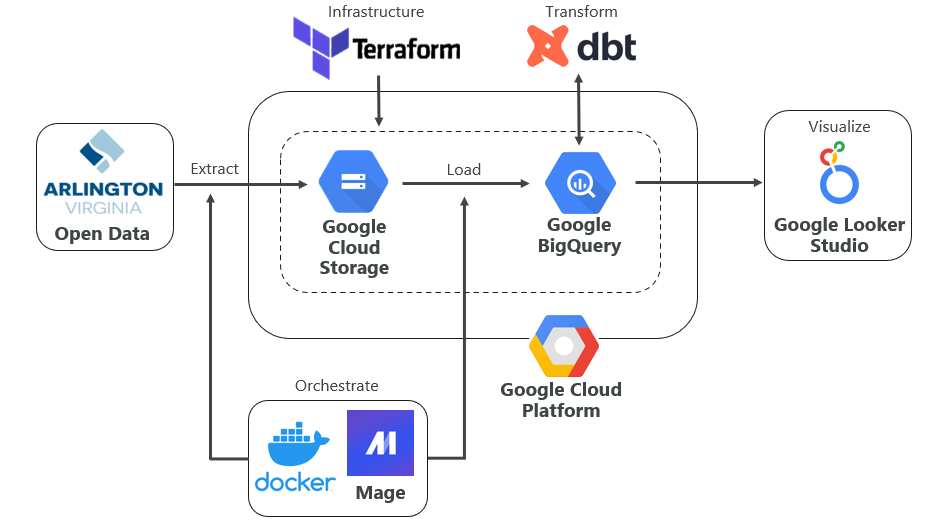 Infrastructure
Terraform
Transform
dbt
ARLINGTON
VIRGINIA
Open Data
Extract
Google
Cloud
Storage
Load
Google
BigQuery
Visualize
Google Looker
Studio
Google Cloud
Platform
Orchestrate
docker
Mage